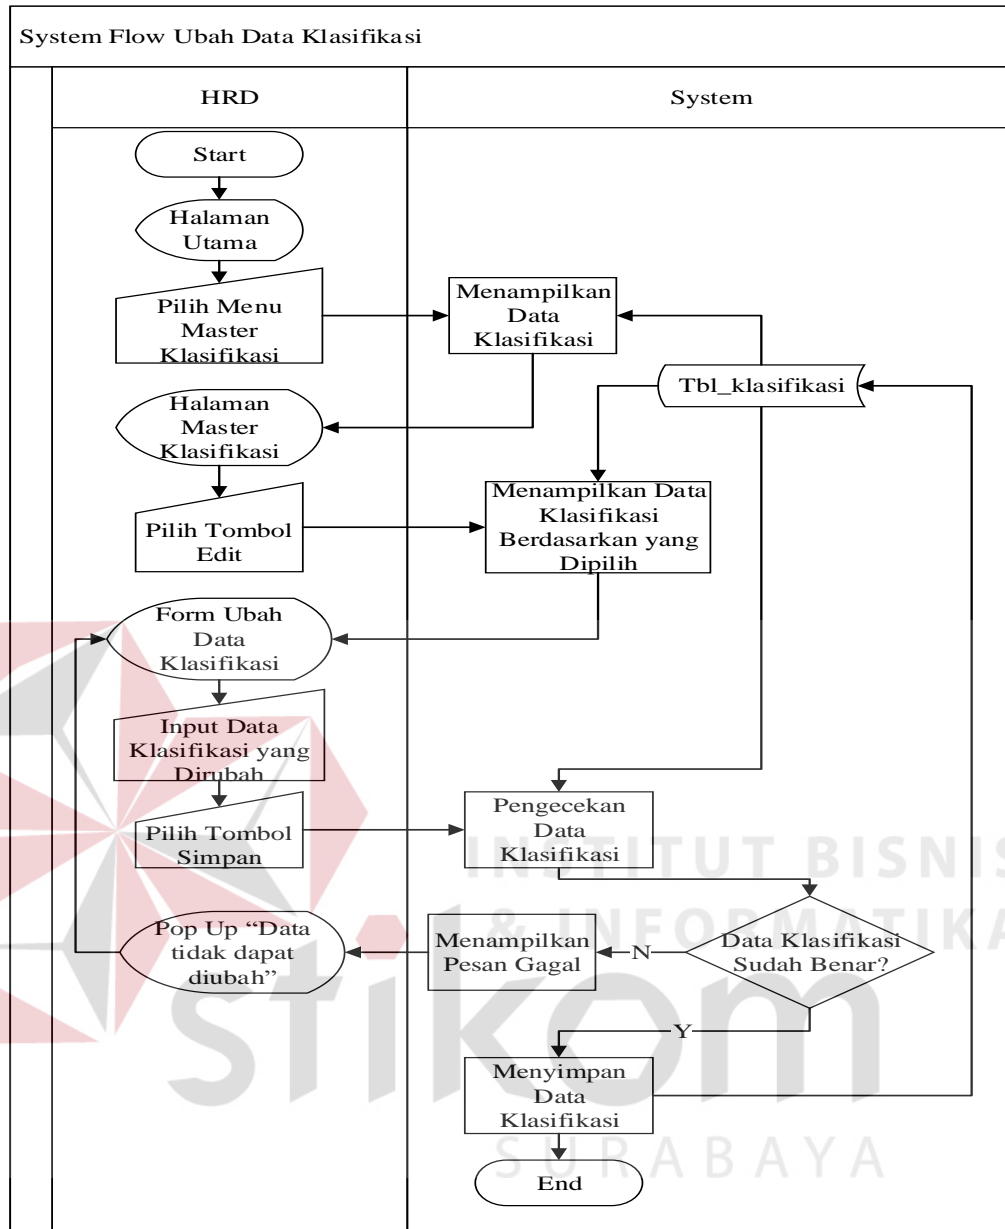 System Flow Ubah Data Klasifikasi
HRD
System
Start
Halaman
Utama
Pilih Menu
Master
Klasifikasi
Menampilkan
Data
Klasifikasi
Tbl_klasifikasi
Halaman
Master
Klasifikasi
Pilih Tombol
Edit
Menampilkan Data
Klasifikasi
Berdasarkan yang
Dipilih
Form Ubah
Data
Klasifikasi
Input Data
Klasifikasi yang
Dirubah
Pilih Tombol
Simpan
Pengecekan
Data
Klasifikasi
Data Klasifikasi
Sudah Benar?
N
Menampilkan
Pesan Gagal
Pop Up “Data
tidak dapat
diubah”
Y
Menyimpan
Data
Klasifikasi
End
INSTITUT BISNIS
& INFORMATIKA
stikom
SURABAYA